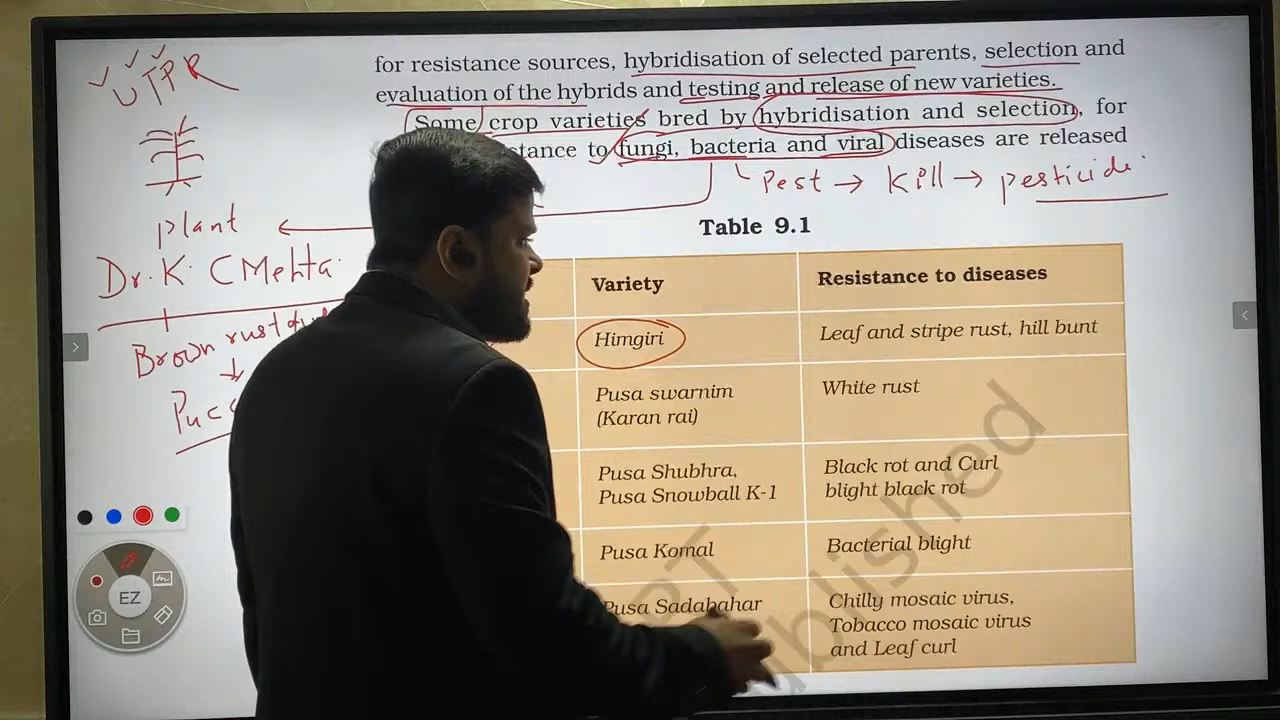 for resistance sources, hybridisation of selected parents, selection and
evaluation of the hybrids and testing and release of new varieties.
Some crop varieties bred by hybridisation and selection, for
stance to fungi, bacteria and viral diseases are released
UTPR
Pest → Kill → pesticide
plant
Table 9.1
Dr. K. C Mehta
Variety Resistance to diseases
Himgiri Leaf and stripe rust, hill bunt
Brown rust
Pusa swarnim White rust
(Karan rai)
Pusa Shubhra, Black rot and Curl
Pusa Snowball K-1 blight black rot
Pusa Komal Bacterial blight
Pusa Sadabahar Chilly mosaic virus,
Tobacco mosaic virus
and Leaf curl
EZ